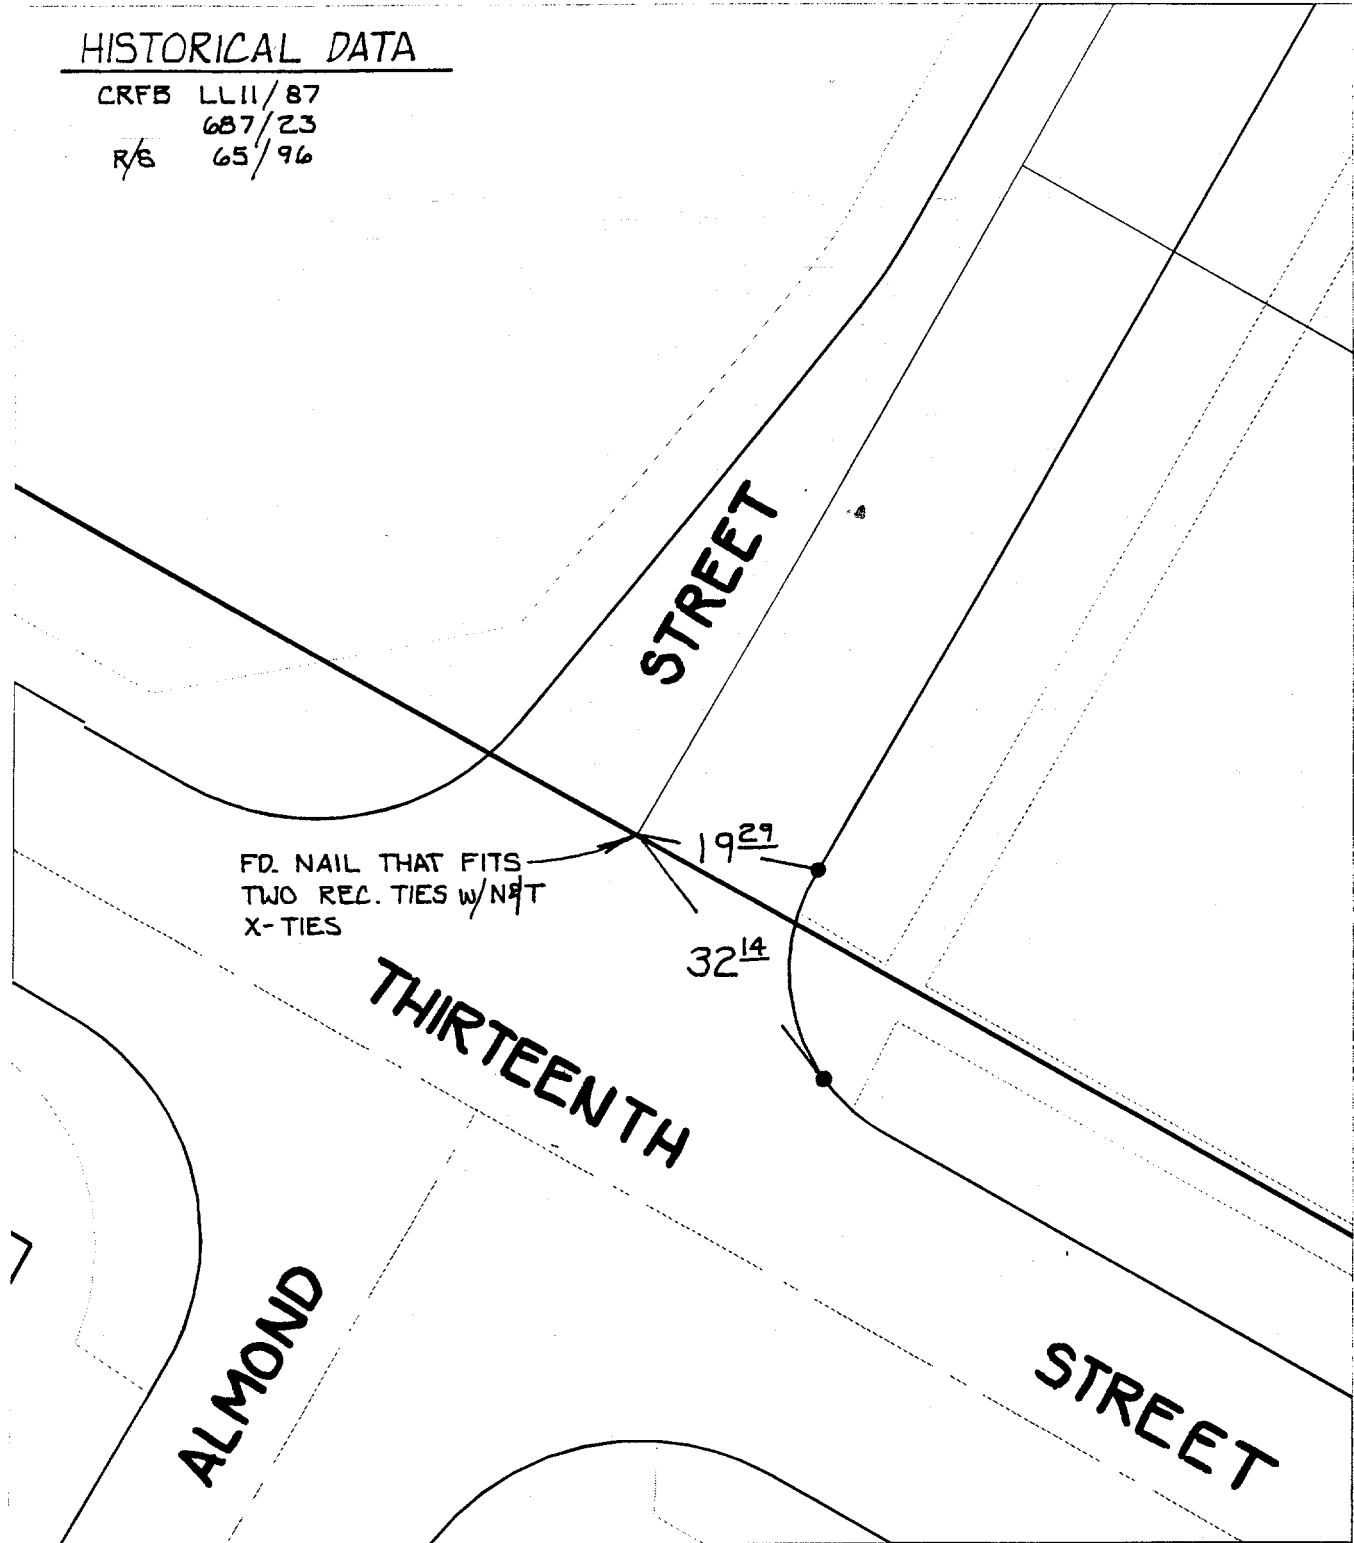 HISTORICAL DATA
CRFB LL11/87
687/23
R/S 65/96
STREET
19 29
FD. NAIL THAT FITS
TWO REC. TIES W/N&T
X-TIES
32 14
THIRTEENTH
7
ALMOND
STREET